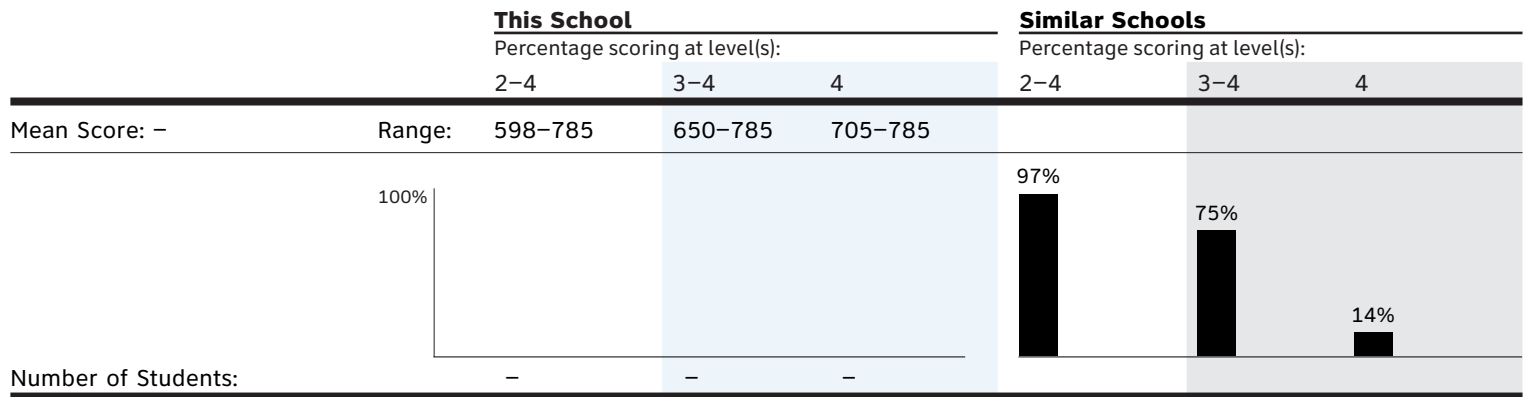 This School Similar Schools
Percentage scoring at level(s): Percentage scoring at level(s):
2–4 3–4 4 2–4 3–4 4
Mean Score: – Range: 598–785 650–785 705–785
97%
100%
75%
14%
Number of Students: – – –